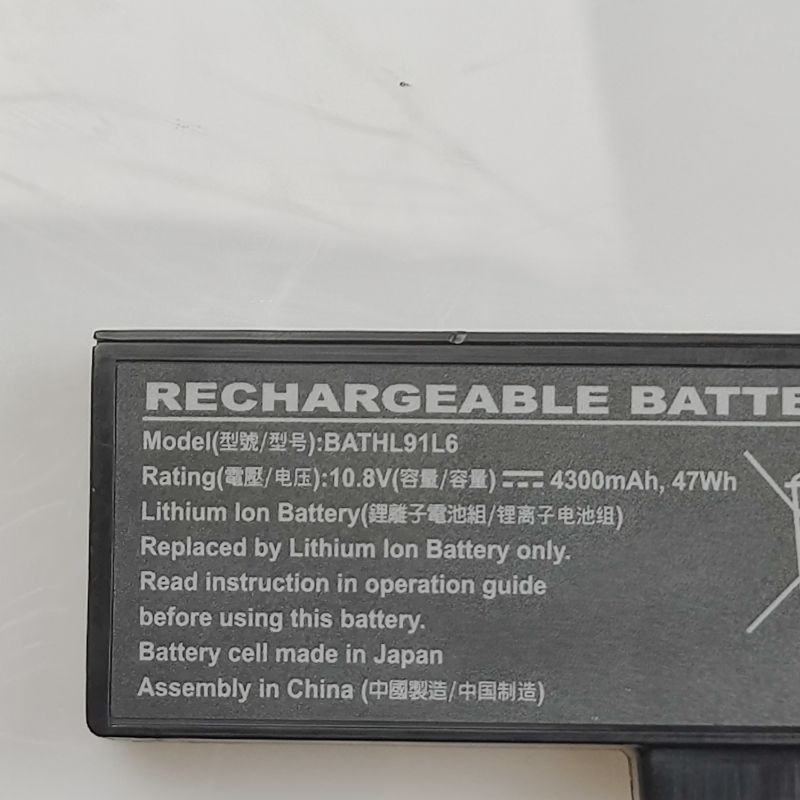 RECHARGEABLE BATTE
Model(型號/型号):BATHL91L6
Rating(電壓/电压):10.8V(容量/容量) ⎓ 4300mAh, 47Wh
Lithium Ion Battery(鋰離子電池組/锂离子电池组)
Replaced by Lithium Ion Battery only.
Read instruction in operation guide
before using this battery.
Battery cell made in Japan
Assembly in China (中國製造/中国制造)